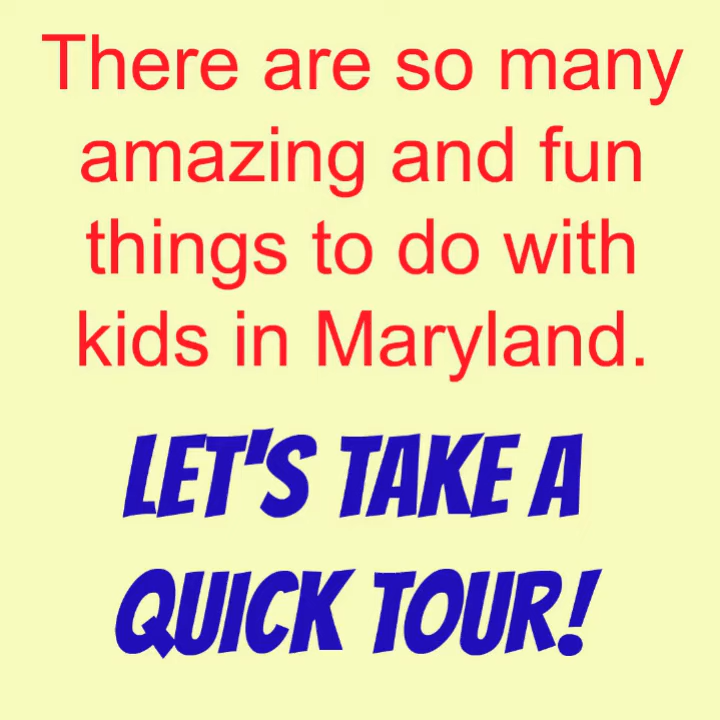 There are so many
amazing and fun
things to do with
kids in Maryland.
LET'S TAKE A
QUICK TOUR!